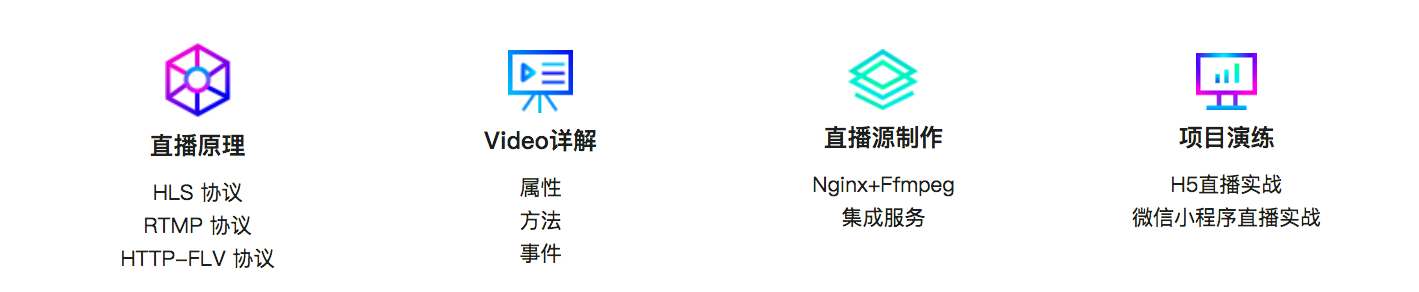 直播原理
HLS 协议
RTMP 协议
HTTP-FLV 协议
Video详解
属性
方法
事件
直播源制作
Nginx+Ffmpeg
集成服务
项目演练
H5直播实战
微信小程序直播实战